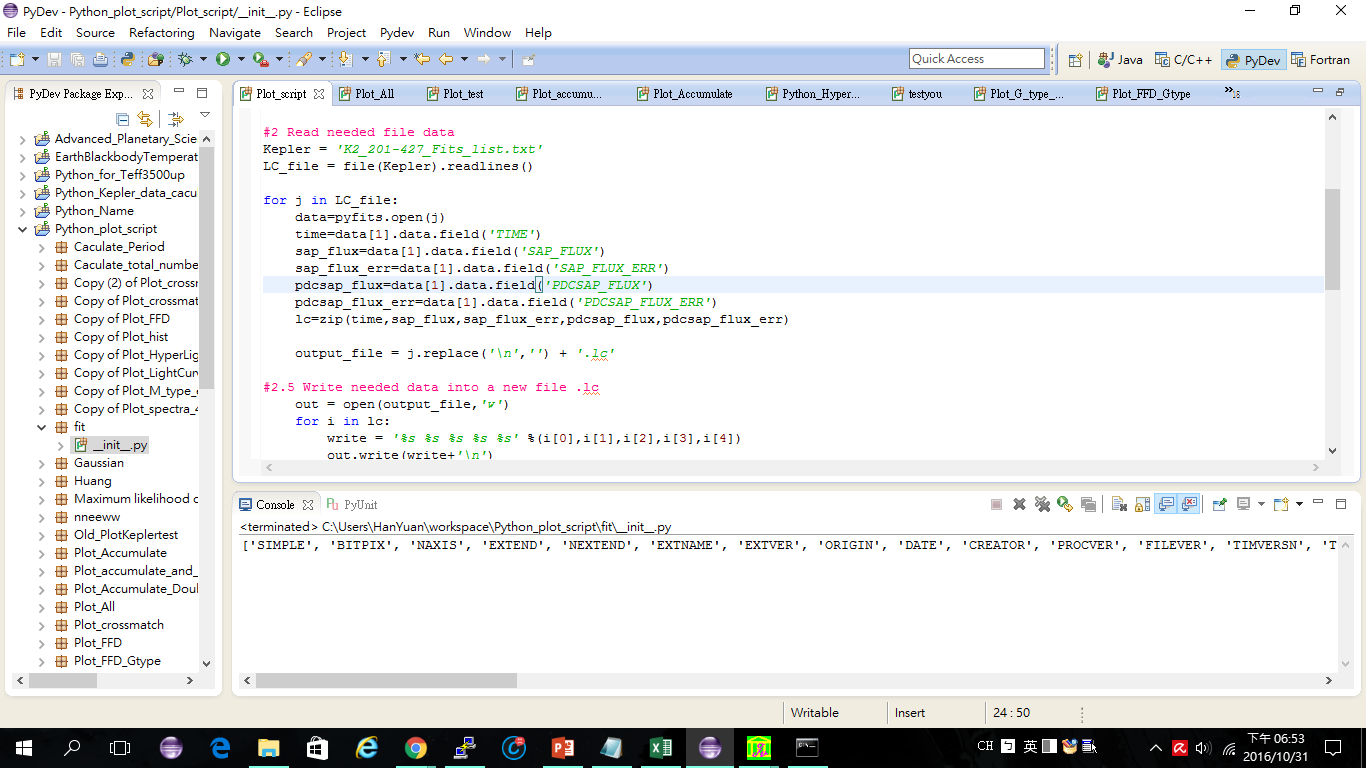 PyDev - Python_plot_script/Plot_script/__init__.py - Eclipse
File Edit Source Refactoring Navigate Search Project Pydev Run Window Help
Quick Access
Java C/C++ PyDev Fortran
PyDev Package Exp...
Advanced_Planetary_Scie
EarthBlackbodyTemperat
Python_for_Teff3500up
Python_Kepler_data_cacu
Python_Name
Python_plot_script
Caculate_Period
Caculate_total_numbe
Copy (2) of Plot_crossr
Copy of Plot_crossmat
Copy of Plot_FFD
Copy of Plot_hist
Copy of Plot_HyperLig
Copy of Plot_LightCurv
Copy of Plot_M_type_
Copy of Plot_spectra_4
fit
__init__.py
Gaussian
Huang
Maximum likelihood c
nneeww
Old_PlotKeplertest
Plot_Accumulate
Plot_accumulate_and_
Plot_Accumulate_Doul
Plot_All
Plot_crossmatch
Plot_FFD
Plot_FFD_Gtype
Plot_script Plot_All Plot_test Plot_accumu... Plot_Accumulate Python_Hyper... testyou Plot_G_type_... Plot_FFD_Gtype
#2 Read needed file data
Kepler = 'K2_201-427_Fits_list.txt'
LC_file = file(Kepler).readlines()
for j in LC_file:
data=pyfits.open(j)
time=data[1].data.field('TIME')
sap_flux=data[1].data.field('SAP_FLUX')
sap_flux_err=data[1].data.field('SAP_FLUX_ERR')
pdcsap_flux=data[1].data.field('PDCSAP_FLUX')
pdcsap_flux_err=data[1].data.field('PDCSAP_FLUX_ERR')
lc=zip(time,sap_flux,sap_flux_err,pdcsap_flux,pdcsap_flux_err)
output_file = j.replace('\n','') + '.lc'
#2.5 Write needed data into a new file .lc
out = open(output_file,'w')
for i in lc:
write = '%s %s %s %s %s' %(i[0],i[1],i[2],i[3],i[4])
out.write(write+'\n')
Console PyUnit
<terminated> C:\Users\HanYuan\workspace\Python_plot_script\fit\__init__.py
['SIMPLE', 'BITPIX', 'NAXIS', 'EXTEND', 'NEXTEND', 'EXTNAME', 'EXTVER', 'ORIGIN', 'DATE', 'CREATOR', 'PROCVER', 'FILEVER', 'TIMVERSN', 'T
Writable Insert 24 : 50
CH 英
下午 06:53
2016/10/31